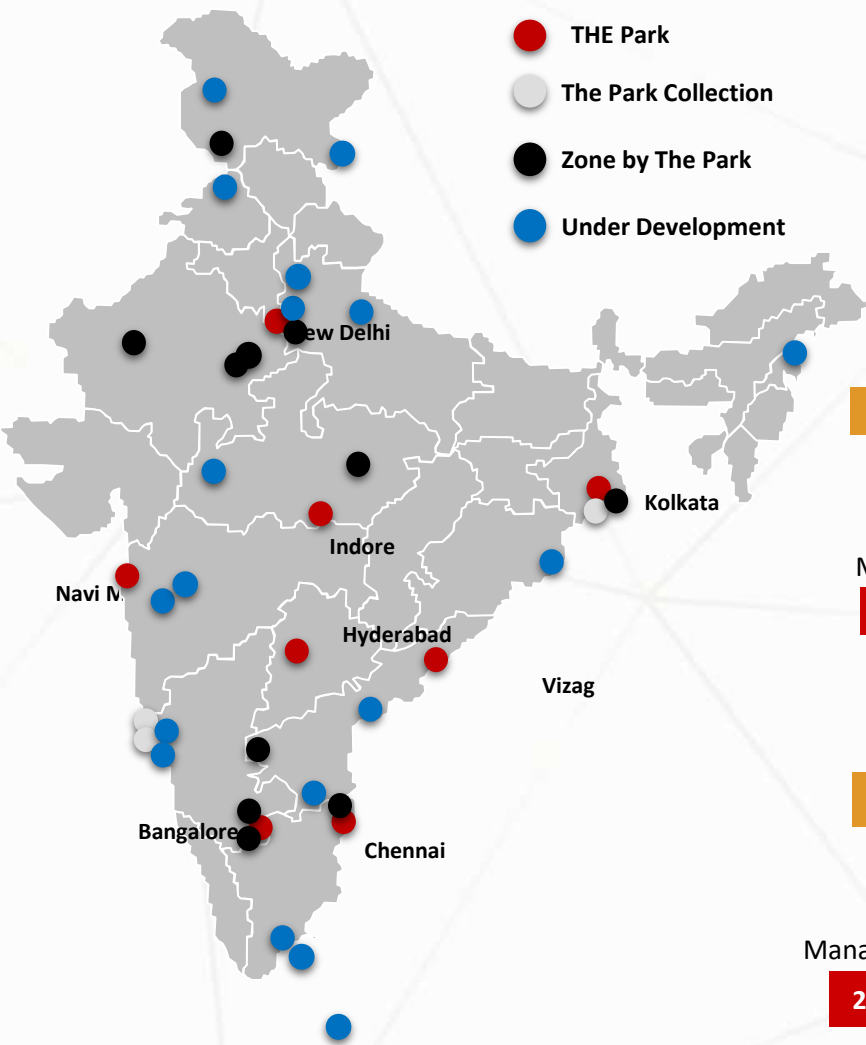 THE Park
The Park Collection
Zone by The Park
Under Development
ew Delhi
Kolkata
Indore
Navi M
Hyderabad
Vizag
Bangalore
Chennai
Mana
2